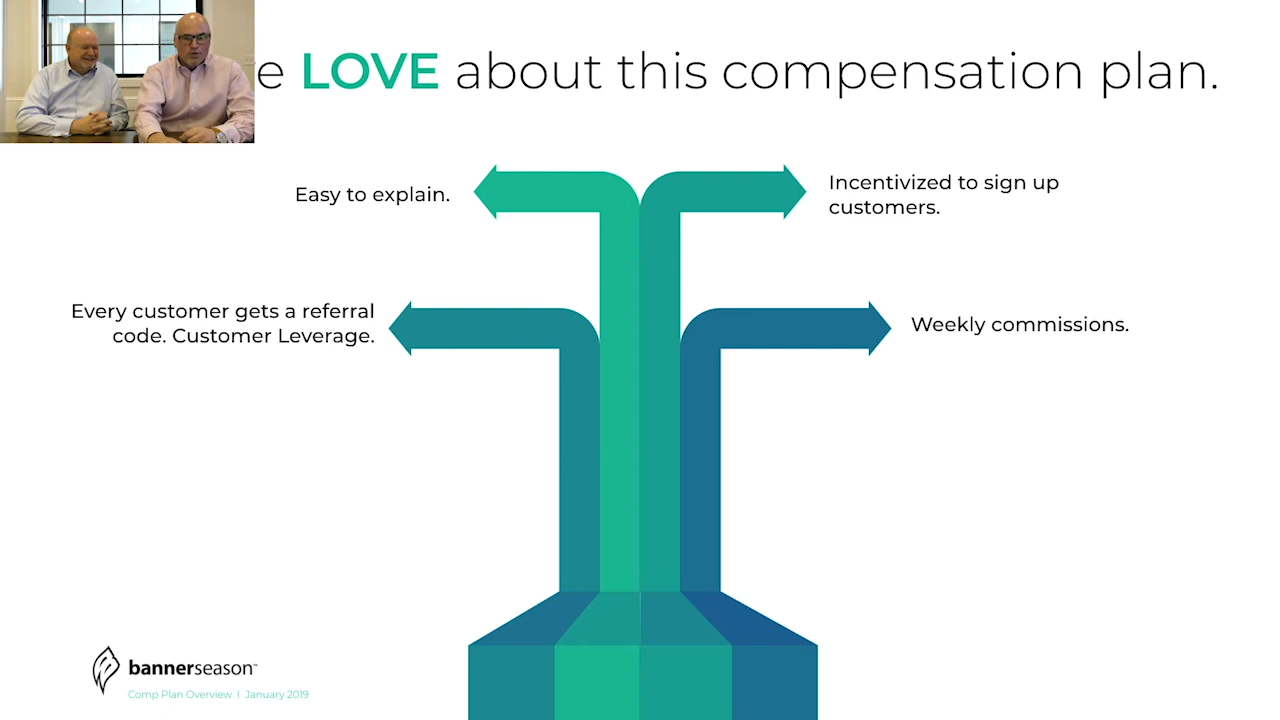 e LOVE about this compensation plan.
Easy to explain.
Incentivized to sign up
customers.
Every customer gets a referral
code. Customer Leverage.
Weekly commissions.
bannerseason™
Comp Plan Overview | January 2019